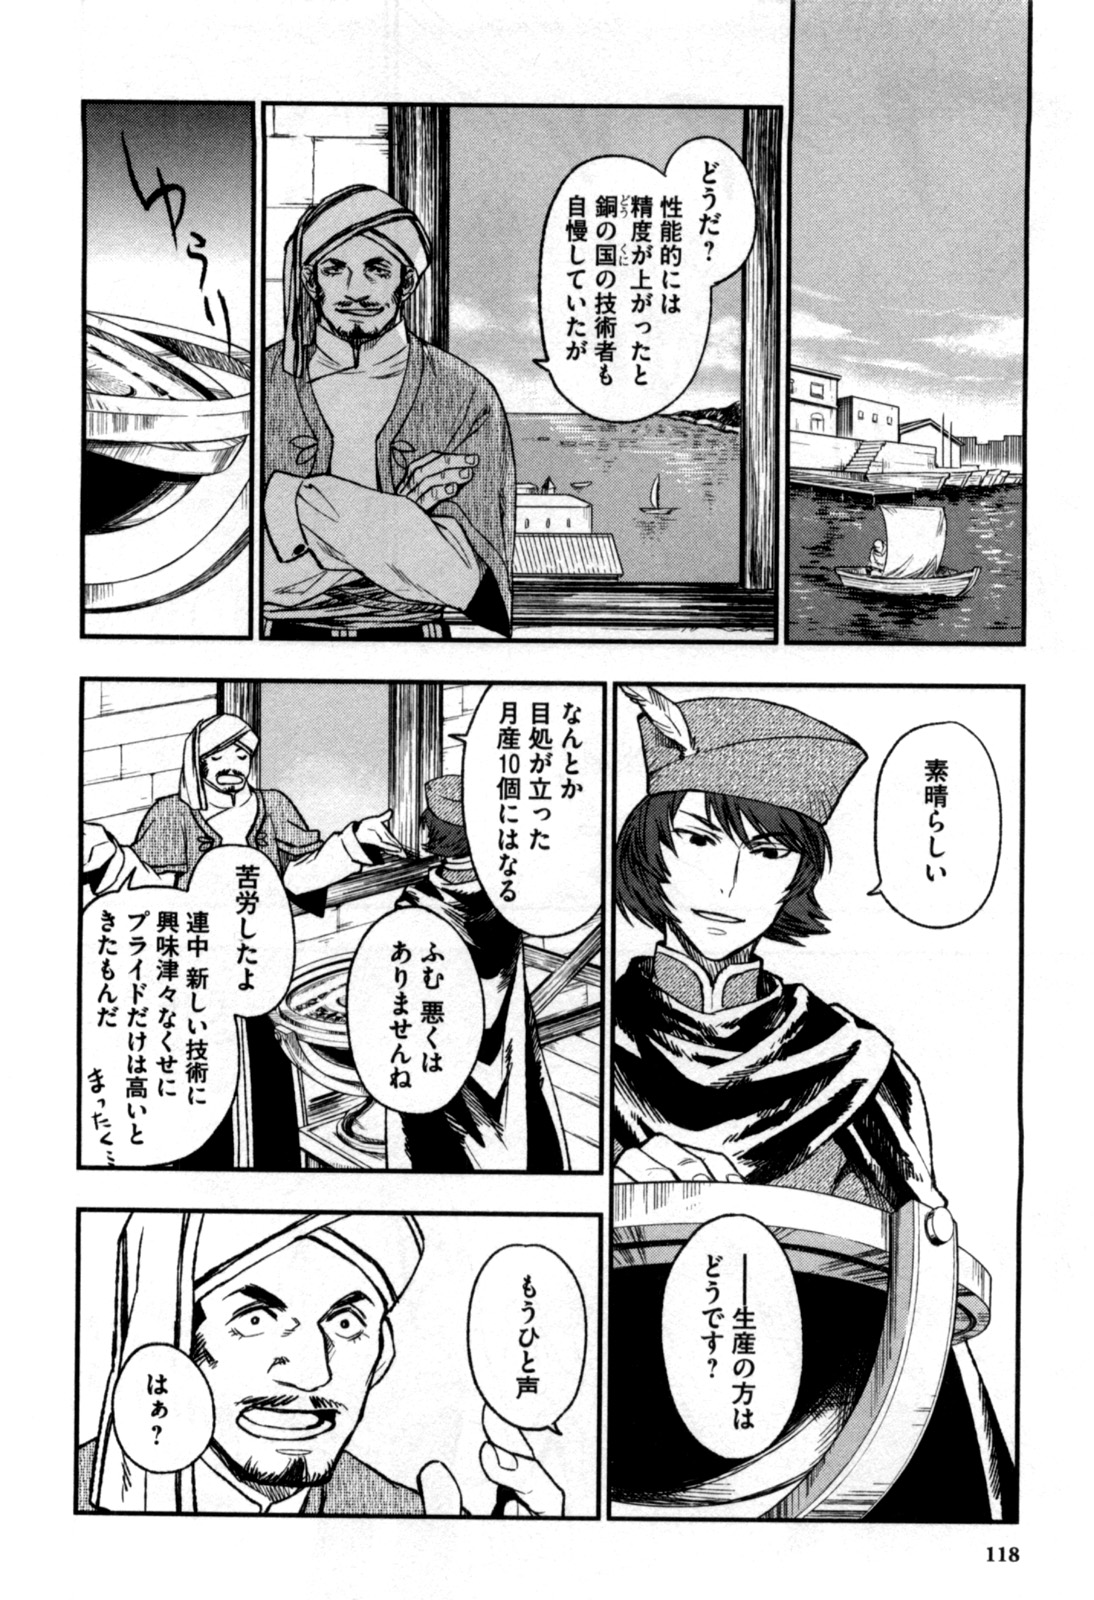 どうだ?
性能的には
精度が上がったと
銅の国の技術者も
自慢していたが
どう
くに
ゆらり
素晴らしい
──生産の方は
どうです?
なんとか
目処が立った
月産10個にはなる
ふむ 悪くは
ありませんね
苦労したよ
連中 新しい技術に
興味津々なくせに
プライドだけは高いと
きたもんだ
まったく…
もうひと声
はぁ?
118